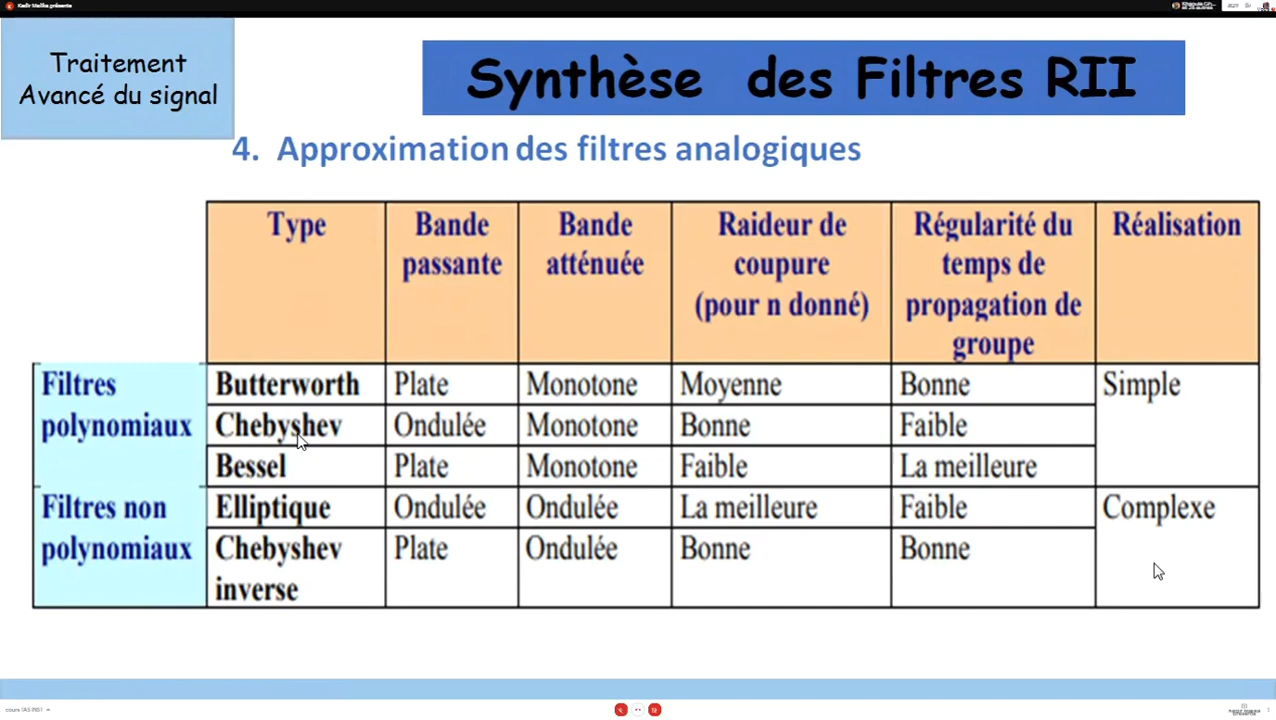 Kadir Malika présente
Traitement
Avancé du signal
Synthèse des Filtres RII
4. Approximation des filtres analogiques
Type
Bande
passante
Bande
atténuée
Raideur de
coupure
(pour n donné)
Régularité du
temps de
propagation de
groupe
Réalisation
Filtres
polynomiaux
Butterworth Plate Monotone Moyenne Bonne Simple
Chebyshev Ondulée Monotone Bonne Faible
Bessel Plate Monotone Faible La meilleure
Filtres non
polynomiaux
Elliptique Ondulée Ondulée La meilleure Faible Complexe
Chebyshev
inverse
Plate Ondulée Bonne Bonne